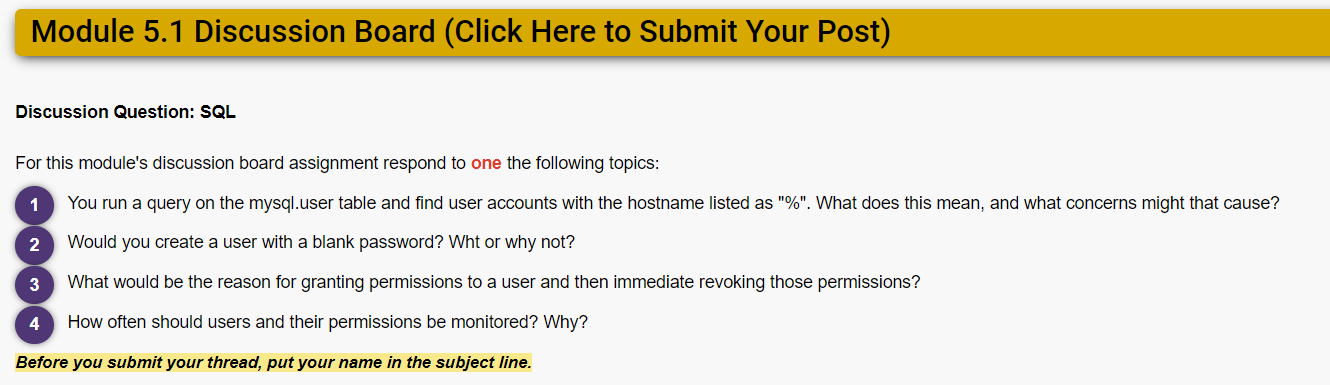 Module 5.1 Discussion Board (Click Here to Submit Your Post)
Discussion Question: SQL
For this module's discussion board assignment respond to one the following topics:
1 You run a query on the mysql.user table and find user accounts with the hostname listed as "%". What does this mean, and what concerns might that cause?
2 Would you create a user with a blank password? Wht or why not?
3 What would be the reason for granting permissions to a user and then immediate revoking those permissions?
4 How often should users and their permissions be monitored? Why?
Before you submit your thread, put your name in the subject line.